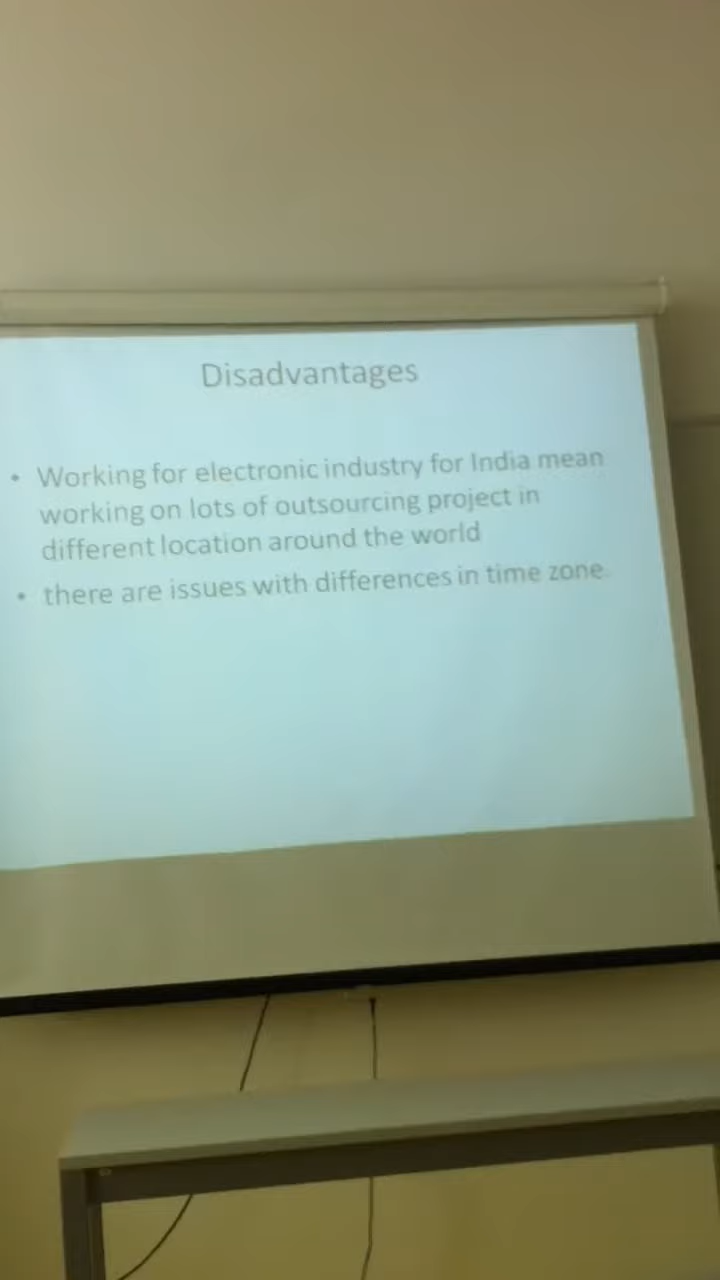 Disadvantages
• Working for electronic industry for India mean
working on lots of outsourcing project in
different location around the world
• there are issues with differences in time zone.